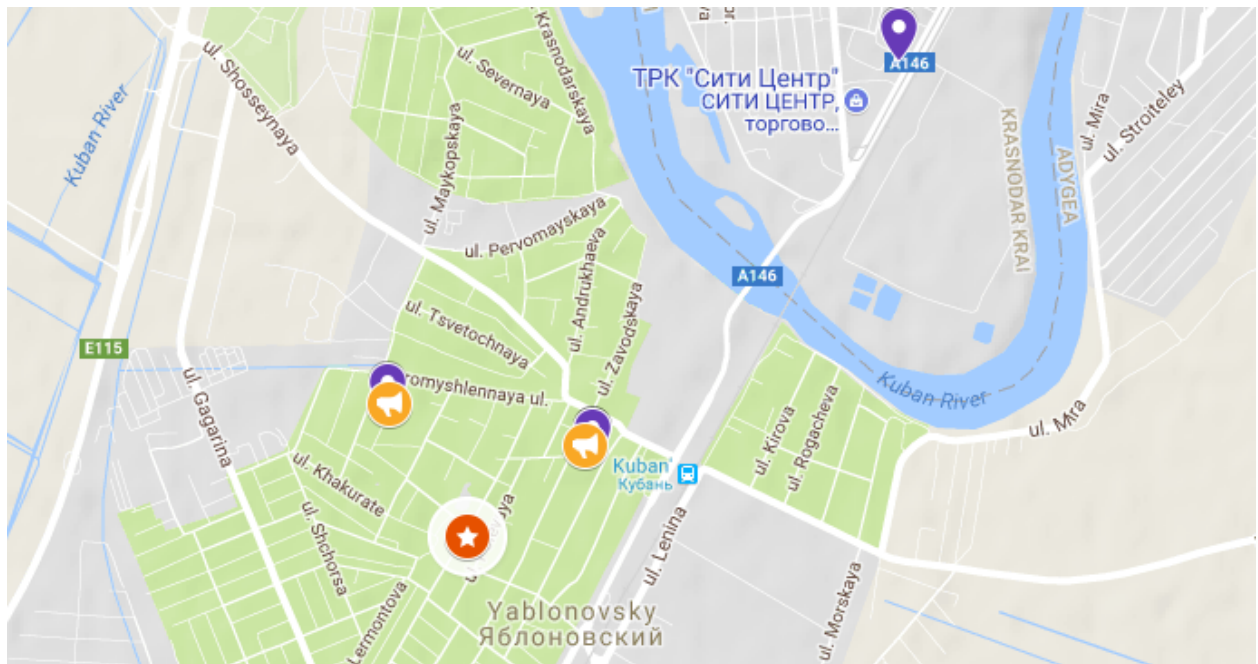 ul. Shosseynaya
Kuban River
ul. Severnaya
Krasnodarskaya
ul. Maykopskaya
ul. Pervomayskaya
ТРК "Сити Центр"
СИТИ ЦЕНТР,
торгово...
A146
KRASNODAR KRAI
ADYGEA
ul. Mira
ul. Stroiteley
A146
ul. Andrukhaeva
ul. Zavodskaya
ul. Tsvetochnaya
E115
ul. Gagarina
romyshlennaya ul.
Kuban River
ul. Mira
ul. Kirova
ul. Rogacheva
Kuban'
Кубань
ul. Khakurate
ul. Shchorsa
ul. Lenina
ul. Morskaya
Lermontova
Yablonovsky
Яблоновский